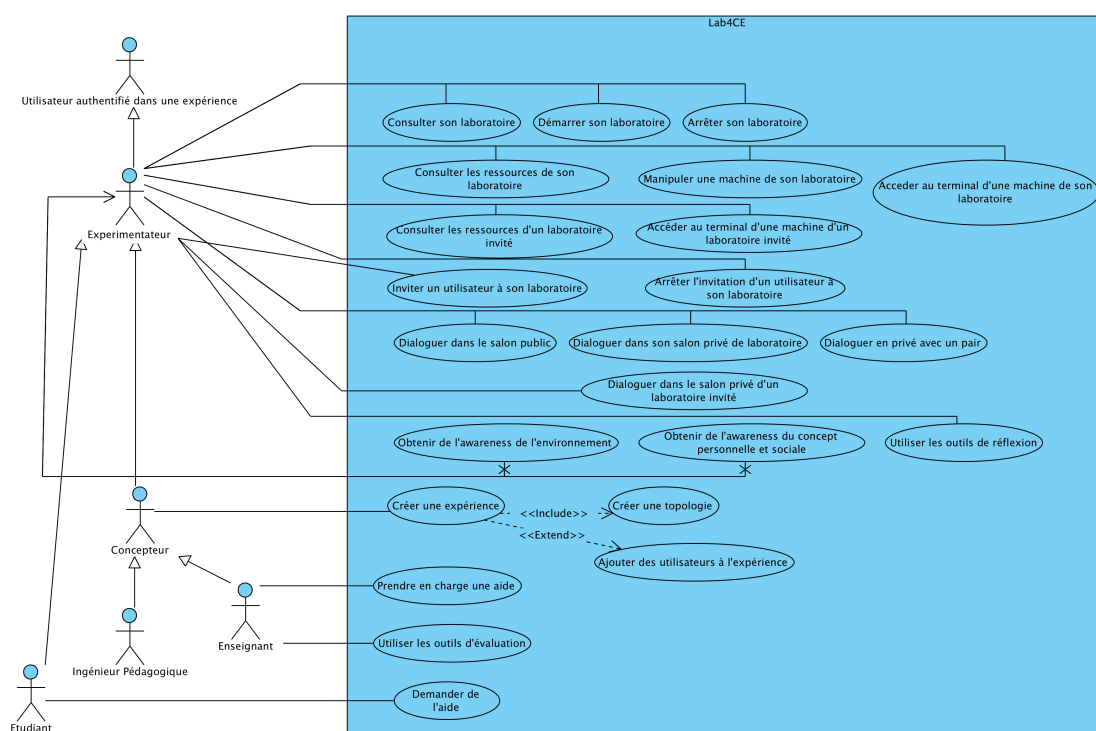 Lab4CE
Utilisateur authentifié dans une expérience
Consulter son laboratoire
Démarrer son laboratoire
Arrêter son laboratoire
Consulter les ressources de son
laboratoire
Manipuler une machine de son laboratoire
Acceder au terminal d'une machine de son
laboratoire
Experimentateur
Consulter les ressources d'un laboratoire
invité
Accéder au terminal d'une machine d'un
laboratoire invité
Inviter un utilisateur à son laboratoire
Arrêter l'invitation d'un utilisateur à
son laboratoire
Dialoguer dans le salon public
Dialoguer dans son salon privé de laboratoire
Dialoguer en privé avec un pair
Dialoguer dans le salon privé d'un
laboratoire invité
Obtenir de l'awareness de l'environnement
Obtenir de l'awareness du concept
personnelle et sociale
Utiliser les outils de réflexion
Créer une expérience
<<Include>>
Créer une topologie
<<Extend>>
Concepteur
Ajouter des utilisateurs à l'expérience
Prendre en charge une aide
Enseignant
Utiliser les outils d'évaluation
Ingénieur Pédagogique
Demander de
l'aide
Etudiant